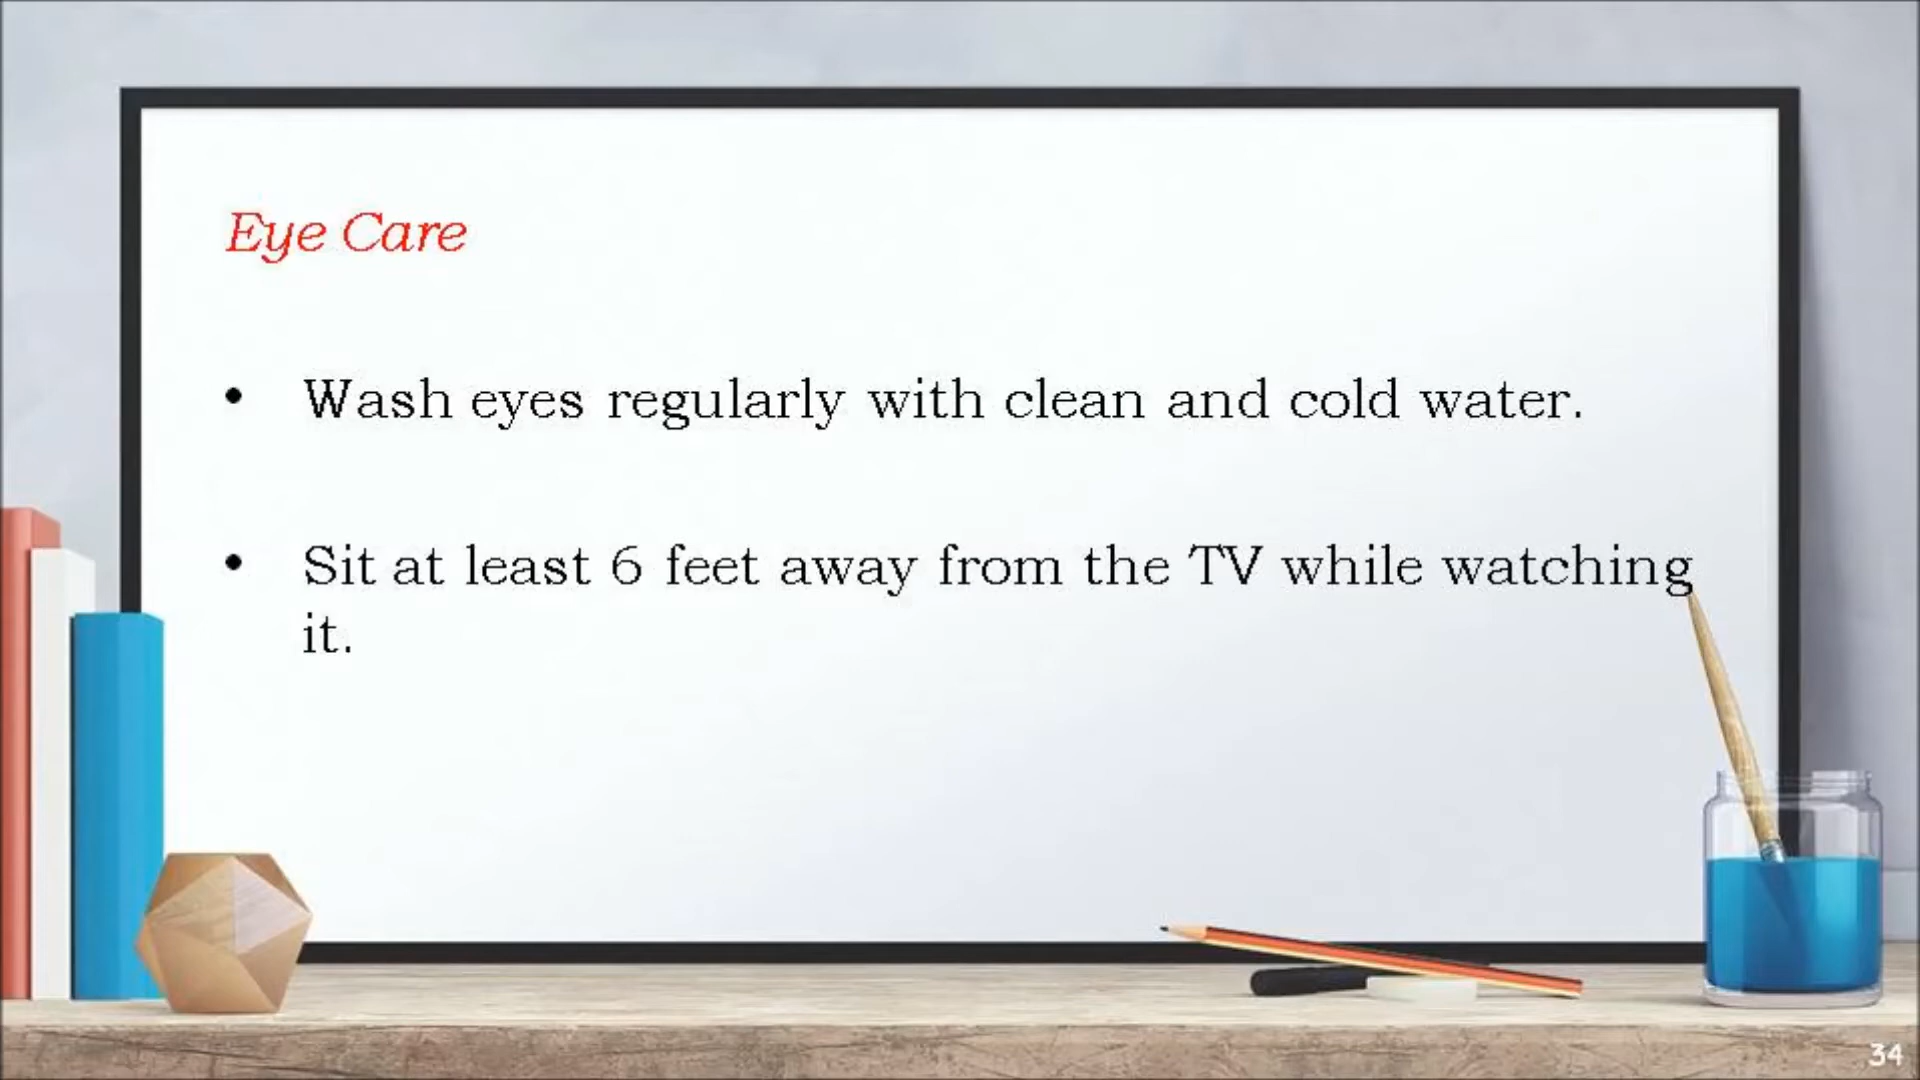 Eye Care
• Wash eyes regularly with clean and cold water.
• Sit at least 6 feet away from the TV while watching
it.
34